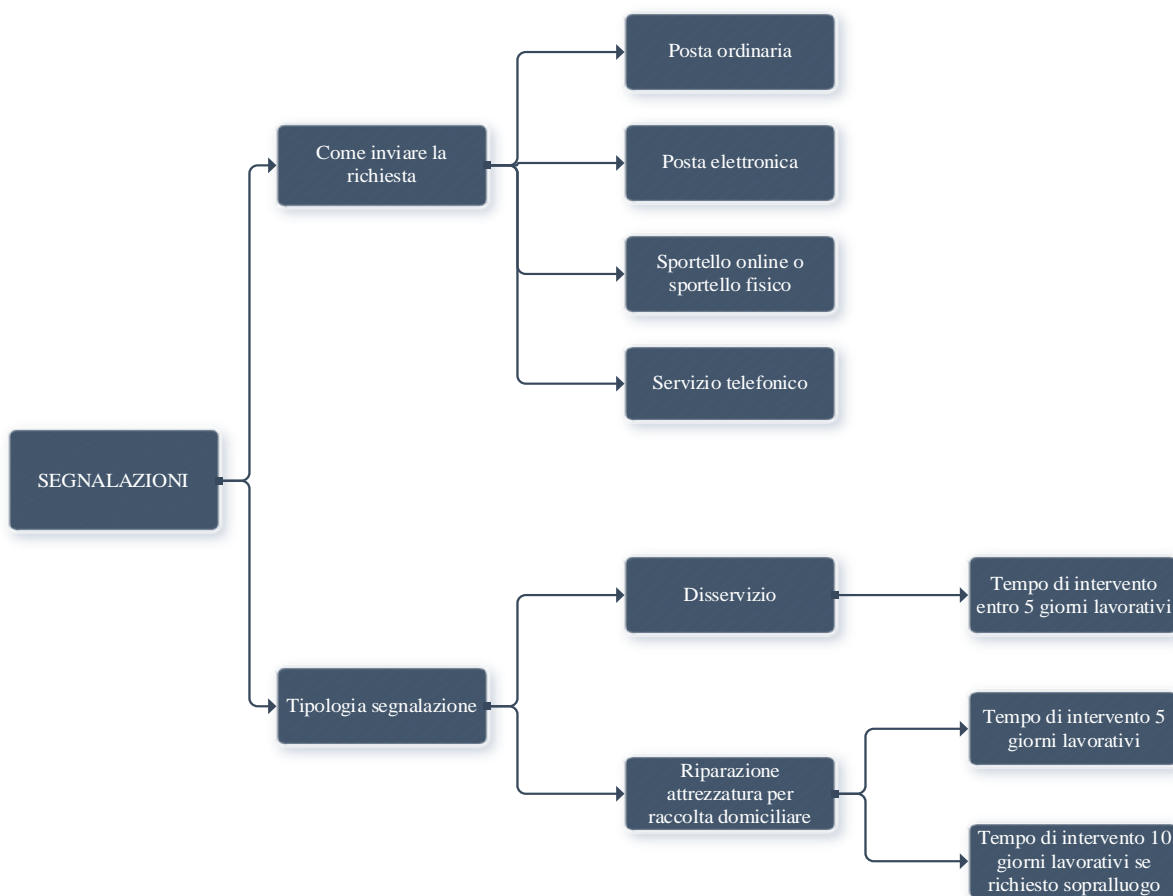 Posta ordinaria
Come inviare la
richiesta
Posta elettronica
Sportello online o
sportello fisico
Servizio telefonico
SEGNALAZIONI
Disservizio
Tempo di intervento
entro 5 giorni lavorativi
Tipologia segnalazione
Tempo di intervento 5
giorni lavorativi
Riparazione
attrezzatura per
raccolta domiciliare
Tempo di intervento 10
giorni lavorativi se
richiesto sopralluogo